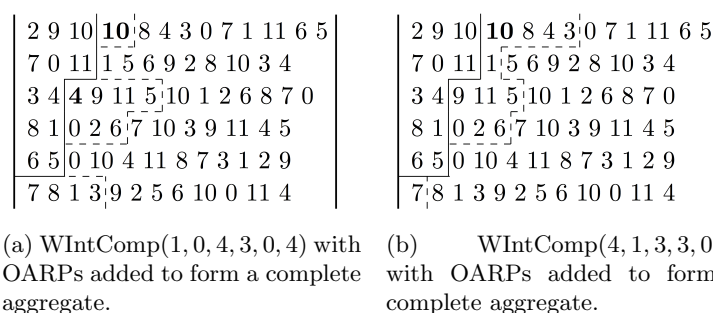 2 9 10 10 8 4 3 0 7 1 11 6 5
7 0 11 1 5 6 9 2 8 10 3 4
3 4 4 9 11 5 10 1 2 6 8 7 0
8 1 0 2 6 7 10 3 9 11 4 5
6 5 0 10 4 11 8 7 3 1 2 9
7 8 1 3 9 2 5 6 10 0 11 4
(a) WIntComp(1, 0, 4, 3, 0, 4) with
OARPs added to form a complete
aggregate.
2 9 10 10 8 4 3 0 7 1 11 6 5
7 0 11 1 5 6 9 2 8 10 3 4
3 4 9 11 5 10 1 2 6 8 7 0
8 1 0 2 6 7 10 3 9 11 4 5
6 5 0 10 4 11 8 7 3 1 2 9
7 8 1 3 9 2 5 6 10 0 11 4
(b) WIntComp(4, 1, 3, 3, 0
with OARPs added to form
complete aggregate.